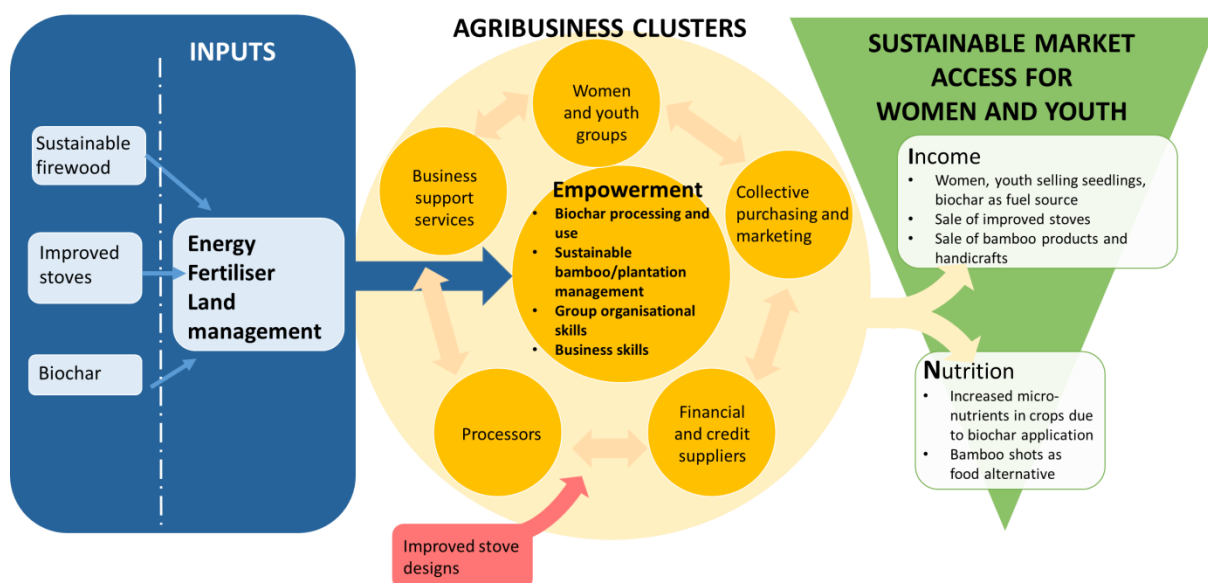 INPUTS
Sustainable
firewood
Improved
stoves
Biochar
Energy
Fertiliser
Land
management
AGRIBUSINESS CLUSTERS
Women
and youth
groups
Business
support
services
Collective
purchasing and
marketing
Empowerment
• Biochar processing and
use
• Sustainable
bamboo/plantation
management
• Group organisational
skills
• Business skills
Processors
Financial
and credit
suppliers
Improved stove
designs
SUSTAINABLE MARKET
ACCESS FOR
WOMEN AND YOUTH
Income
• Women, youth selling seedlings,
biochar as fuel source
• Sale of improved stoves
• Sale of bamboo products and
handicrafts
Nutrition
• Increased micro-
nutrients in crops due
to biochar application
• Bamboo shots as
food alternative